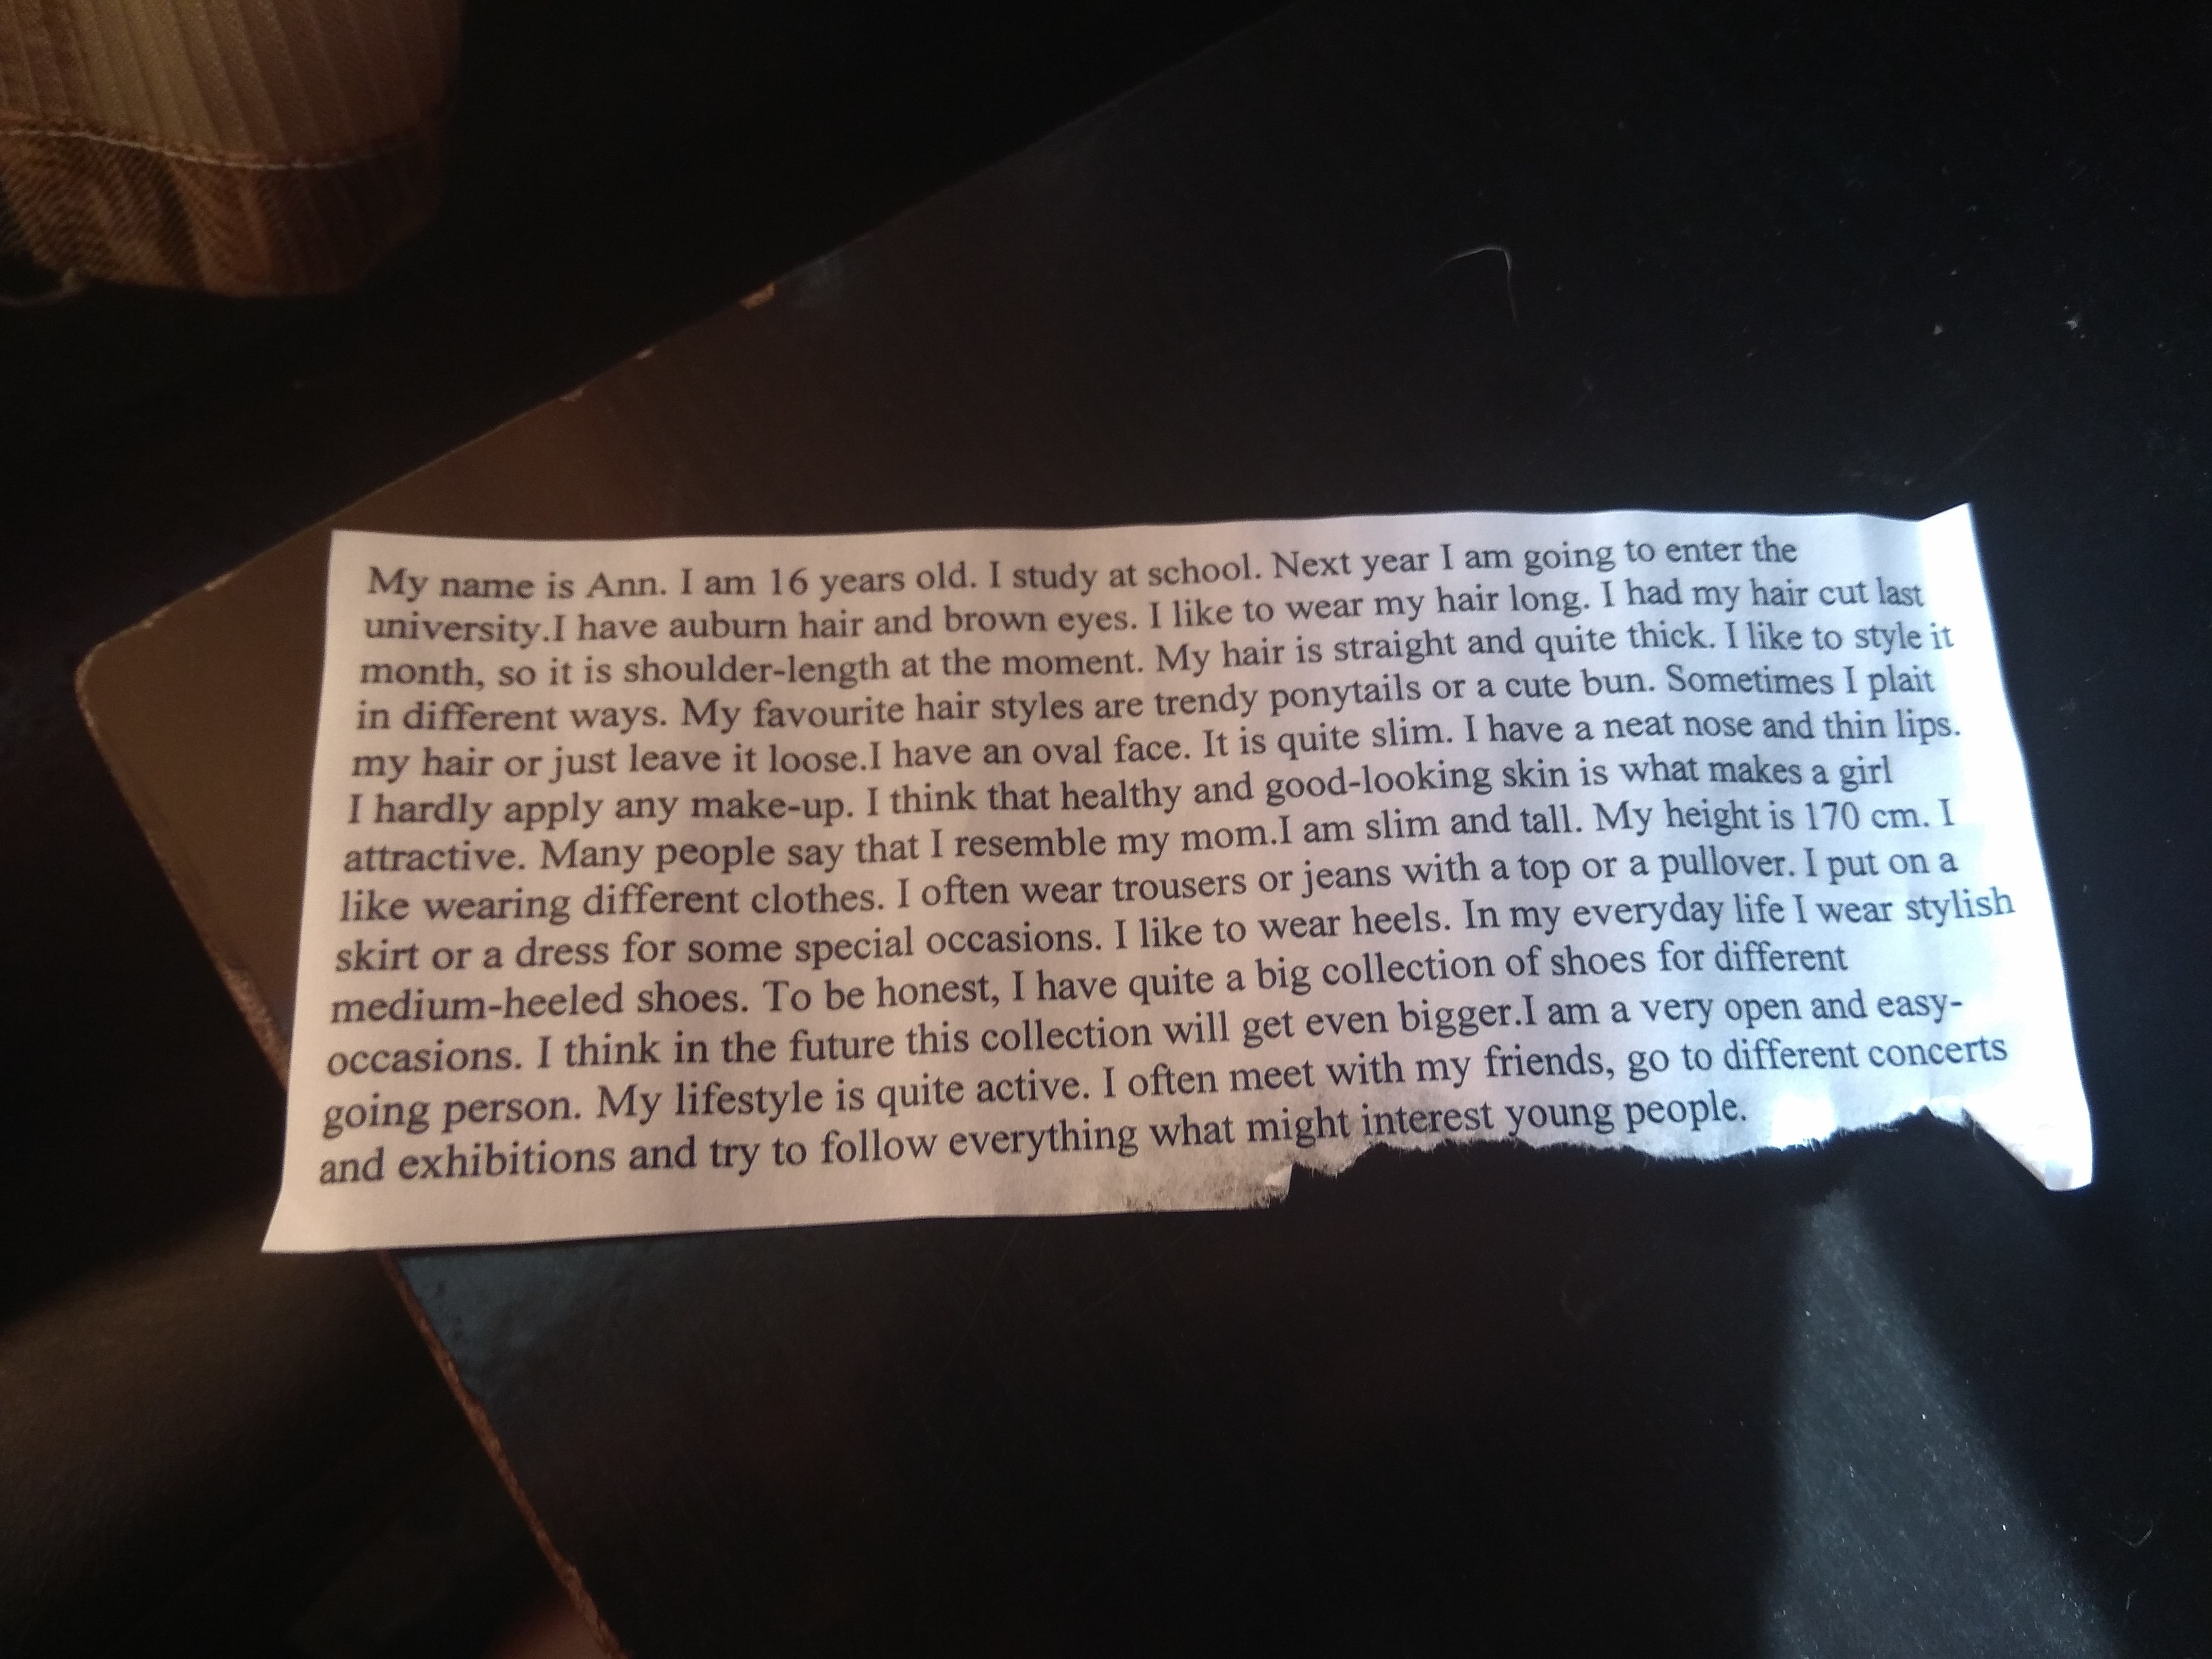 My name is Ann. I am 16 years old. I study at school. Next year I am going to enter the
university.I have auburn hair and brown eyes. I like to wear my hair long. I had my hair cut last
month, so it is shoulder-length at the moment. My hair is straight and quite thick. I like to style it
in different ways. My favourite hair styles are trendy ponytails or a cute bun. Sometimes I plait
my hair or just leave it loose.I have an oval face. It is quite slim. I have a neat nose and thin lips.
I hardly apply any make-up. I think that healthy and good-looking skin is what makes a girl
attractive. Many people say that I resemble my mom.I am slim and tall. My height is 170 cm. I
like wearing different clothes. I often wear trousers or jeans with a top or a pullover. I put on a
skirt or a dress for some special occasions. I like to wear heels. In my everyday life I wear stylish
medium-heeled shoes. To be honest, I have quite a big collection of shoes for different
occasions. I think in the future this collection will get even bigger.I am a very open and easy-
going person. My lifestyle is quite active. I often meet with my friends, go to different concerts
and exhibitions and try to follow everything what might interest young people.